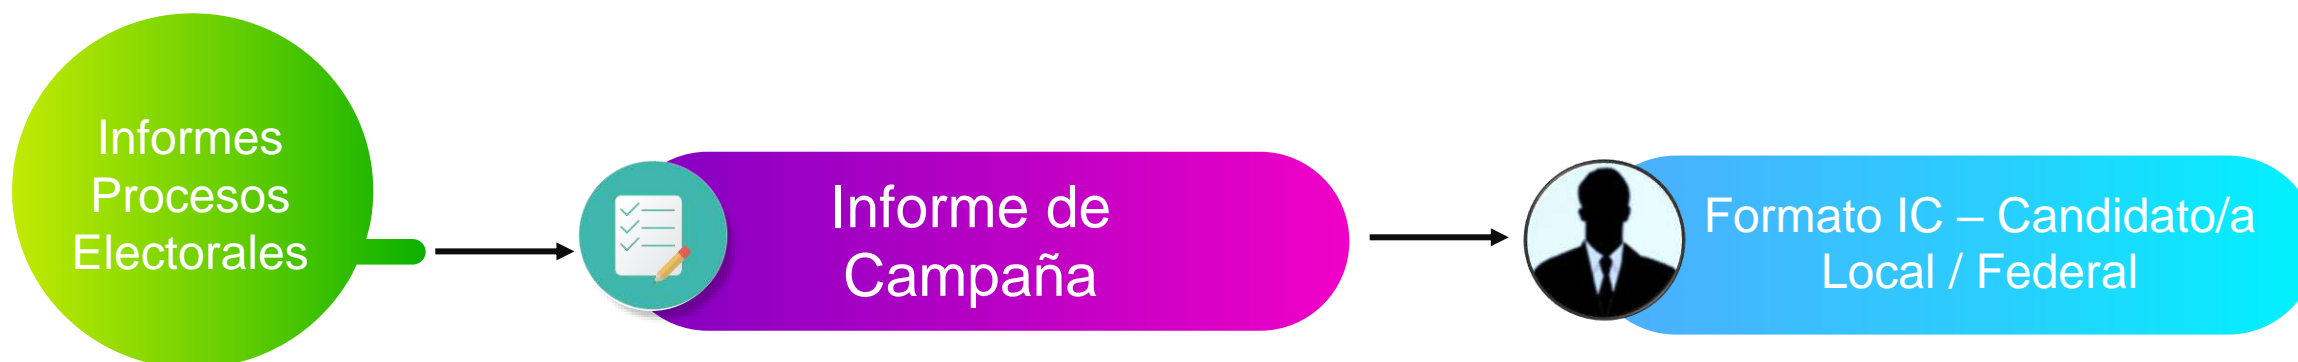 Informes
Procesos
Electorales
Informe de
Campaña
Formato IC – Candidato/a
Local / Federal